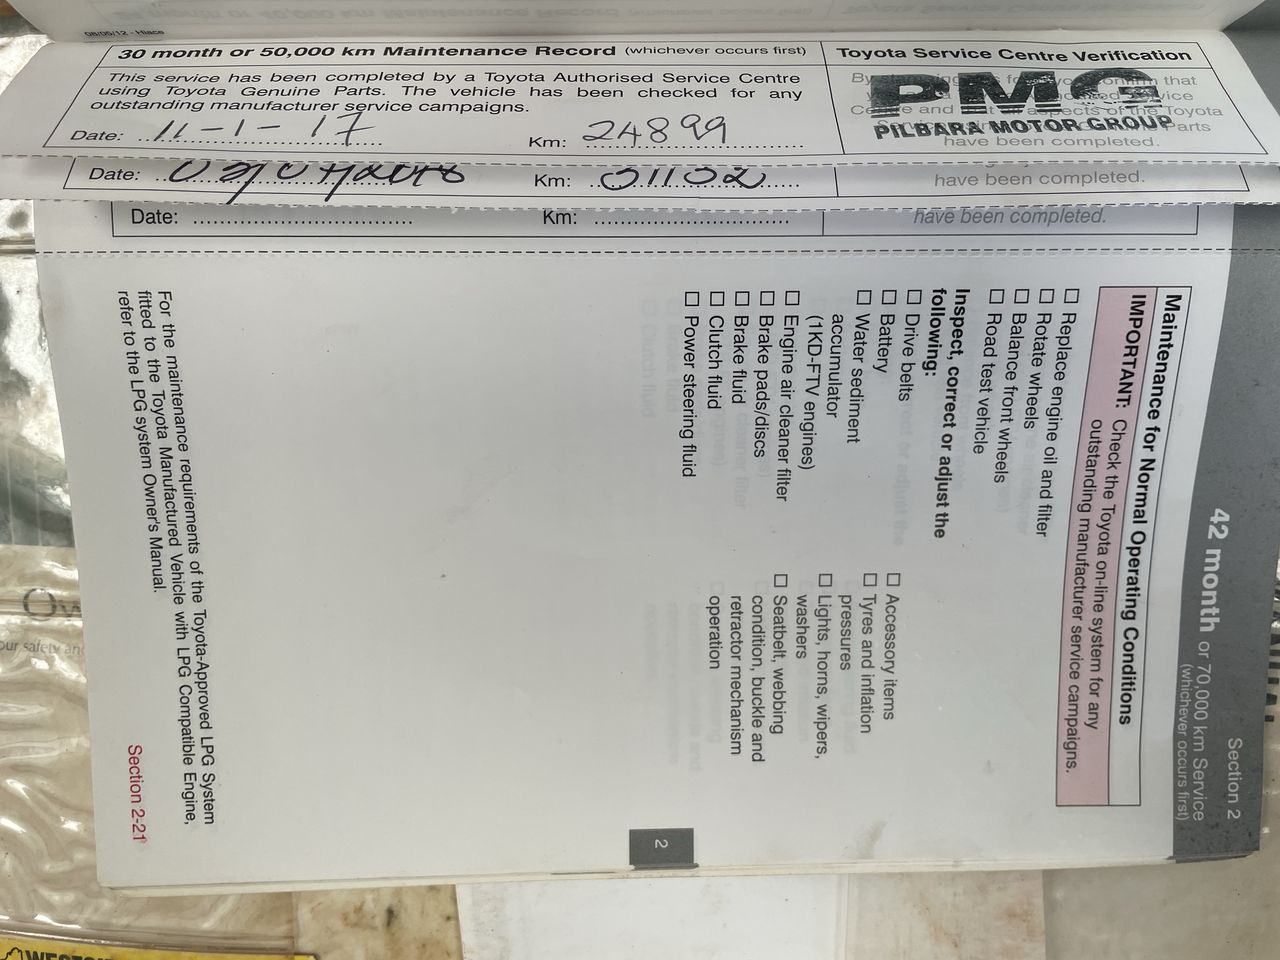 08/05/12 - Hiace
30 month or 50,000 km Maintenance Record (whichever occurs first)
This service has been completed by a Toyota Authorised Service Centre
using Toyota Genuine Parts. The vehicle has been checked for any
outstanding manufacturer service campaigns.
Date: 11-1-17 Km: 24899
Toyota Service Centre Verification
PMG
PILBARA MOTOR GROUP
have been completed.
Date: Km: 31132
have been completed.
Date: Km:
have been completed.
Section 2
42 month or 70,000 km Service
(whichever occurs first)
Maintenance for Normal Operating Conditions
IMPORTANT: Check the Toyota on-line system for any
outstanding manufacturer service campaigns.
☐ Replace engine oil and filter
☐ Rotate wheels
☐ Balance front wheels
☐ Road test vehicle
Inspect, correct or adjust the
following:
☐ Drive belts
☐ Battery
☐ Water sediment
accumulator
(1KD-FTV engines)
☐ Engine air cleaner filter
☐ Brake pads/discs
☐ Brake fluid
☐ Clutch fluid
☐ Power steering fluid
☐ Accessory items
☐ Tyres and inflation
pressures
☐ Lights, horns, wipers,
washers
☐ Seatbelt, webbing
condition, buckle and
retractor mechanism
operation
For the maintenance requirements of the Toyota-Approved LPG System
fitted to the Toyota Manufactured Vehicle with LPG Compatible Engine,
refer to the LPG system Owner's Manual.
Section 2-21
2